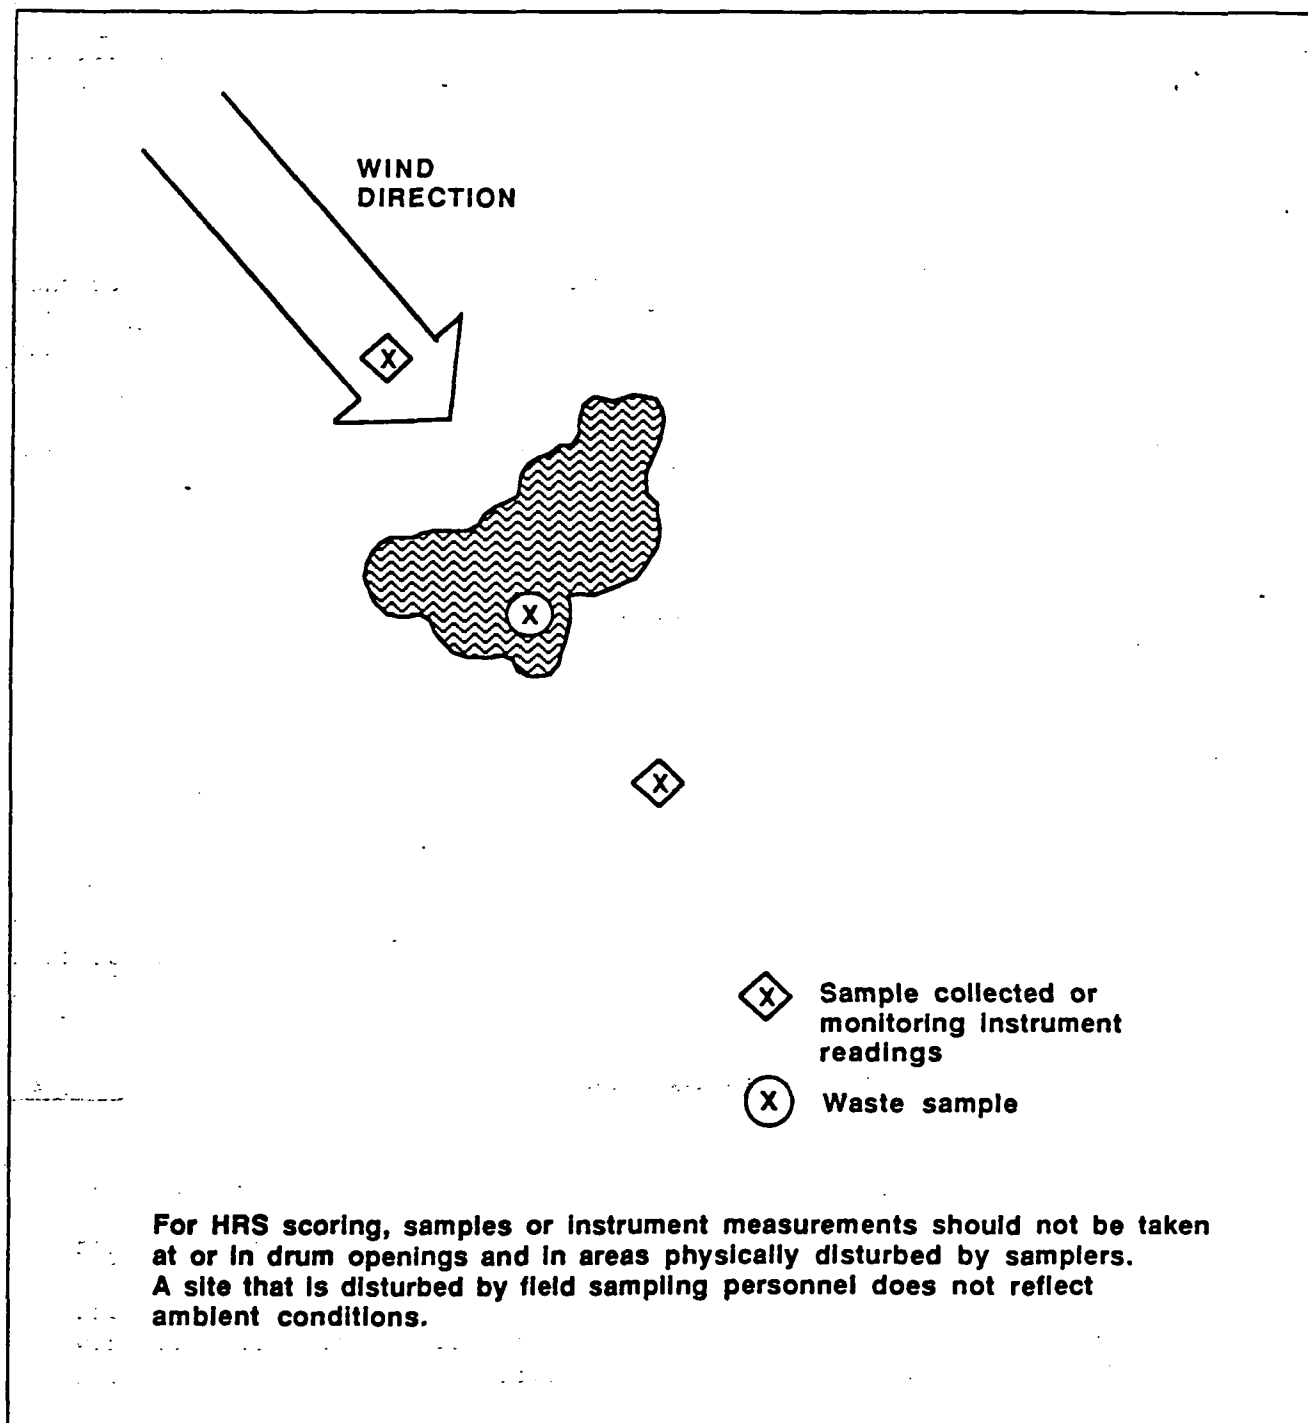 WIND
DIRECTION
X
X
X
X Sample collected or
monitoring instrument
readings
X Waste sample
For HRS scoring, samples or instrument measurements should not be taken
at or in drum openings and in areas physically disturbed by samplers.
A site that is disturbed by field sampling personnel does not reflect
ambient conditions.